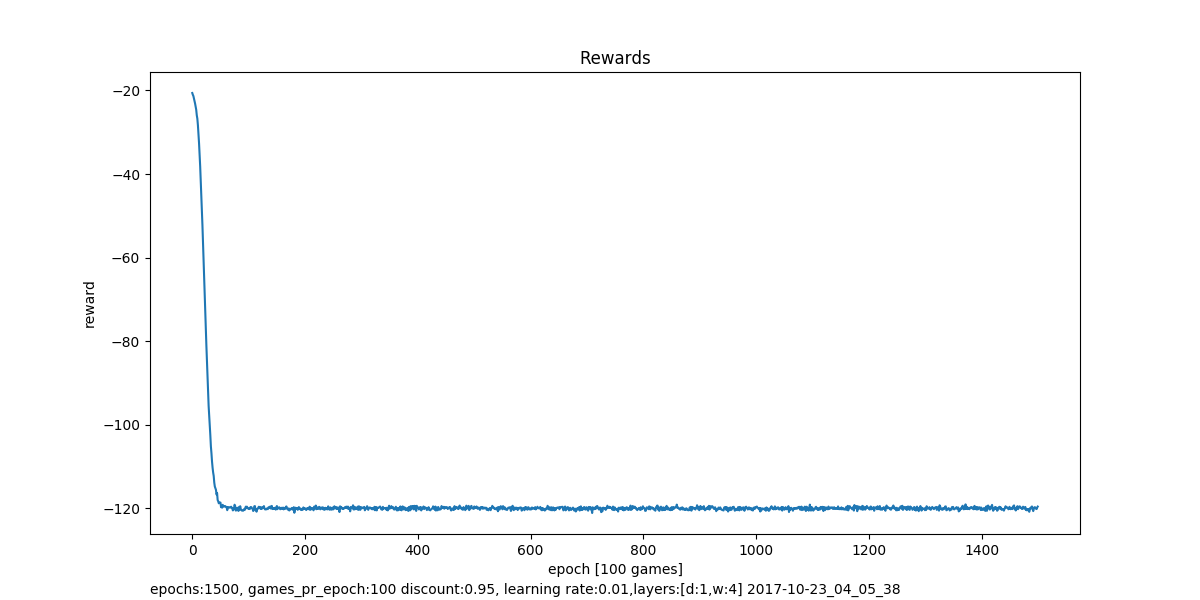 Rewards
−20
−40
−60
−80
−100
−120
reward
0 200 400 600 800 1000 1200 1400
epoch [100 games]
epochs:1500, games_pr_epoch:100 discount:0.95, learning rate:0.01,layers:[d:1,w:4] 2017-10-23_04_05_38